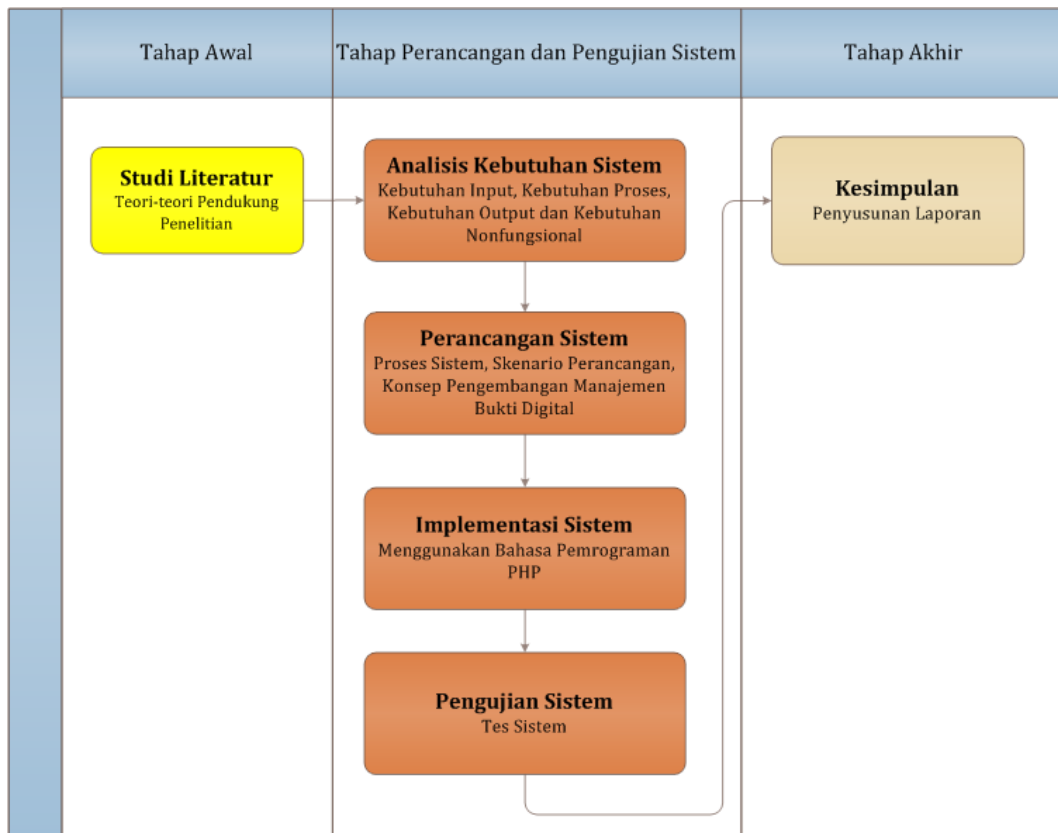 Tahap Awal
Tahap Perancangan dan Pengujian Sistem
Tahap Akhir
Studi Literatur
Teori-teori Pendukung
Penelitian
Analisis Kebutuhan Sistem
Kebutuhan Input, Kebutuhan Proses,
Kebutuhan Output dan Kebutuhan
Nonfungsional
Perancangan Sistem
Proses Sistem, Skenario Perancangan,
Konsep Pengembangan Manajemen
Bukti Digital
Implementasi Sistem
Menggunakan Bahasa Pemrograman
PHP
Pengujian Sistem
Tes Sistem
Kesimpulan
Penyusunan Laporan